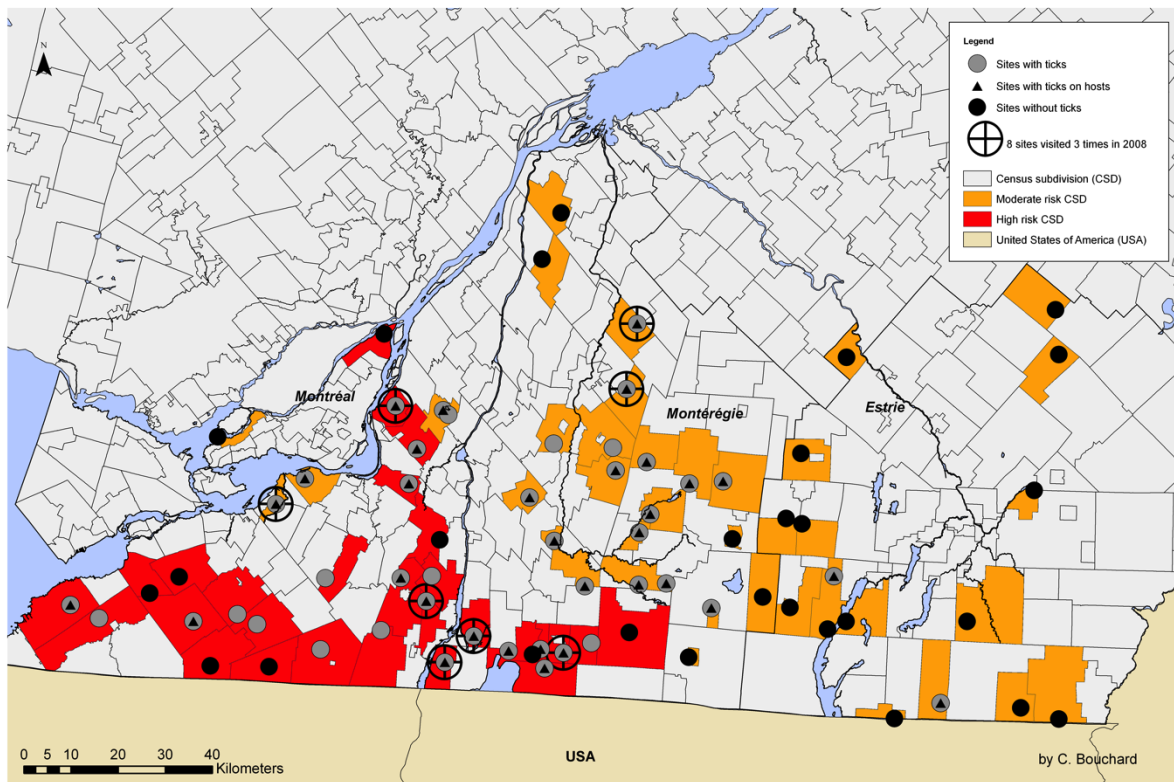 N
Legend
Sites with ticks
Sites with ticks on hosts
Sites without ticks
8 sites visited 3 times in 2008
Census subdivision (CSD)
Moderate risk CSD
High risk CSD
United States of America (USA)
Montréal
Montérégie
Estrie
USA
by C. Bouchard
0 5 10 20 30 40
Kilometers